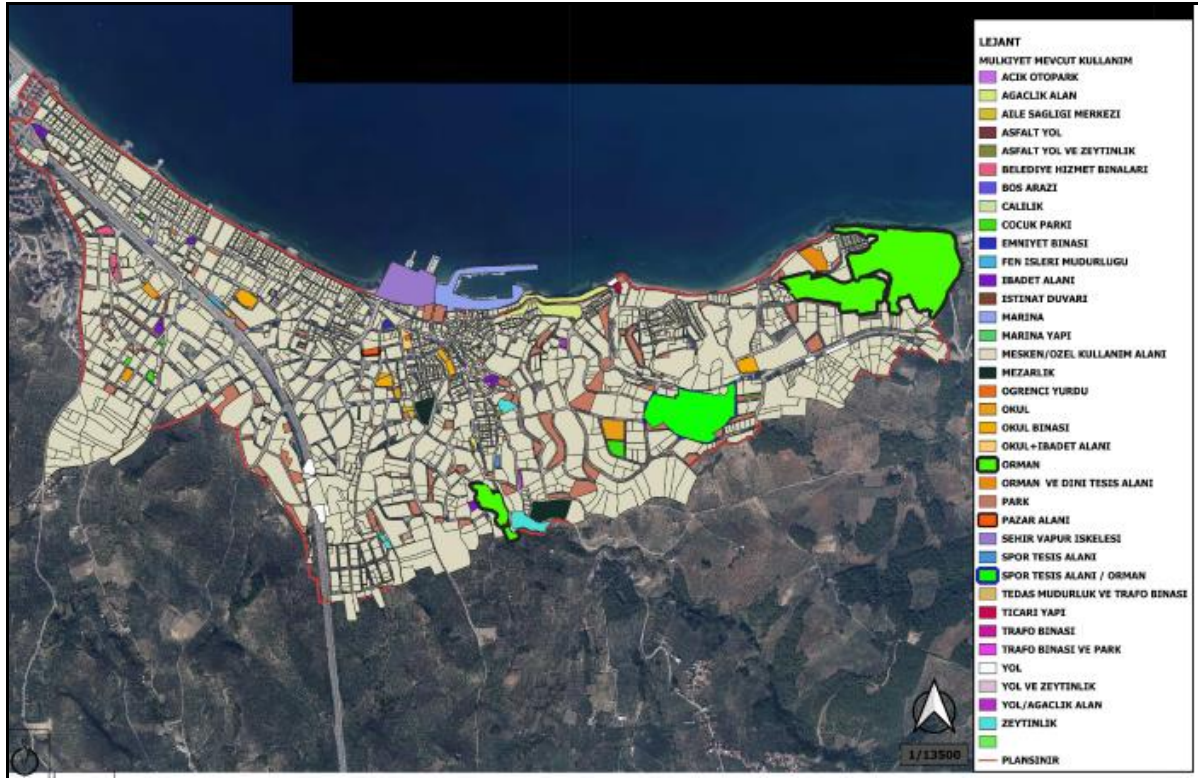 LEJANT
MULKIYET MEVCUT KULLANIM
ACIK OTOPARK
AGACLIK ALAN
AILE SAGLIGI MERKEZI
ASFALT YOL
ASFALT YOL VE ZEYTINLIK
BELEDIYE HIZMET BINALARI
BOS ARAZI
CALILIK
COCUK PARKI
EMNIYET BINASI
FEN ISLERI MUDURLUGU
IBADET ALANI
ISTINAT DUVARI
MARINA
MARINA YAPI
MESKEN/OZEL KULLANIM ALANI
MEZARLIK
OGRENCI YURDU
OKUL
OKUL BINASI
OKUL+IBADET ALANI
ORMAN
ORMAN VE DINI TESIS ALANI
PARK
PAZAR ALANI
SEHIR VAPUR ISKELESI
SPOR TESIS ALANI
SPOR TESIS ALANI / ORMAN
TEDAS MUDURLUK VE TRAFO BINASI
TICARI YAPI
TRAFO BINASI
TRAFO BINASI VE PARK
YOL
YOL VE ZEYTINLIK
YOL/AGACLIK ALAN
ZEYTINLIK
PLANSINIR
1/13500